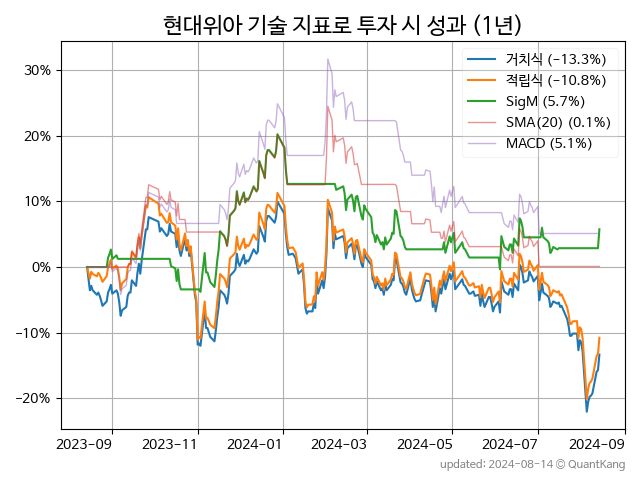 현대위아 기술 지표로 투자 시 성과 (1년)
거치식 (−13.3%)
적립식 (−10.8%)
SigM (5.7%)
SMA(20) (0.1%)
MACD (5.1%)
30%
20%
10%
0%
−10%
−20%
2023-09 2023-11 2024-01 2024-03 2024-05 2024-07 2024-09
updated: 2024-08-14 © QuantKang